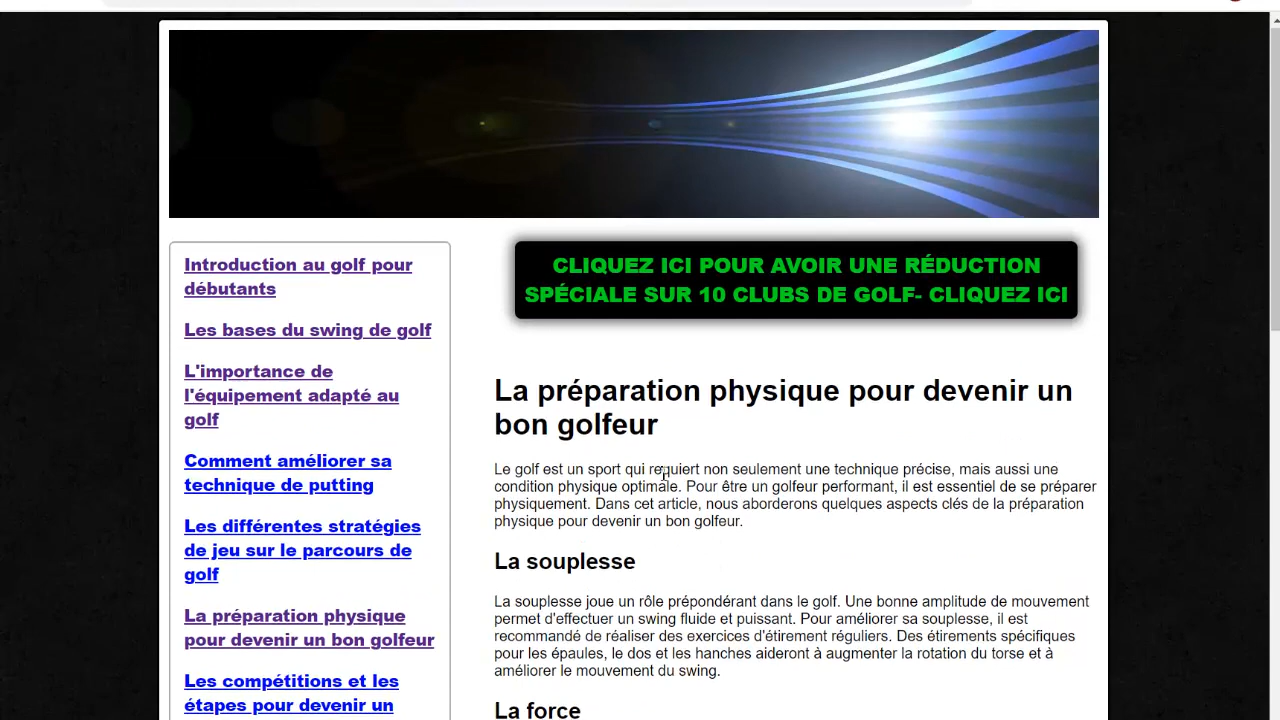 Introduction au golf pour
débutants
Les bases du swing de golf
L'importance de
l'équipement adapté au
golf
Comment améliorer sa
technique de putting
Les différentes stratégies
de jeu sur le parcours de
golf
La préparation physique
pour devenir un bon golfeur
Les compétitions et les
étapes pour devenir un
CLIQUEZ ICI POUR AVOIR UNE RÉDUCTION
SPÉCIALE SUR 10 CLUBS DE GOLF- CLIQUEZ ICI
La préparation physique pour devenir un
bon golfeur
Le golf est un sport qui requiert non seulement une technique précise, mais aussi une
condition physique optimale. Pour être un golfeur performant, il est essentiel de se préparer
physiquement. Dans cet article, nous aborderons quelques aspects clés de la préparation
physique pour devenir un bon golfeur.
La souplesse
La souplesse joue un rôle prépondérant dans le golf. Une bonne amplitude de mouvement
permet d'effectuer un swing fluide et puissant. Pour améliorer sa souplesse, il est
recommandé de réaliser des exercices d'étirement réguliers. Des étirements spécifiques
pour les épaules, le dos et les hanches aideront à augmenter la rotation du torse et à
améliorer le mouvement du swing.
La force